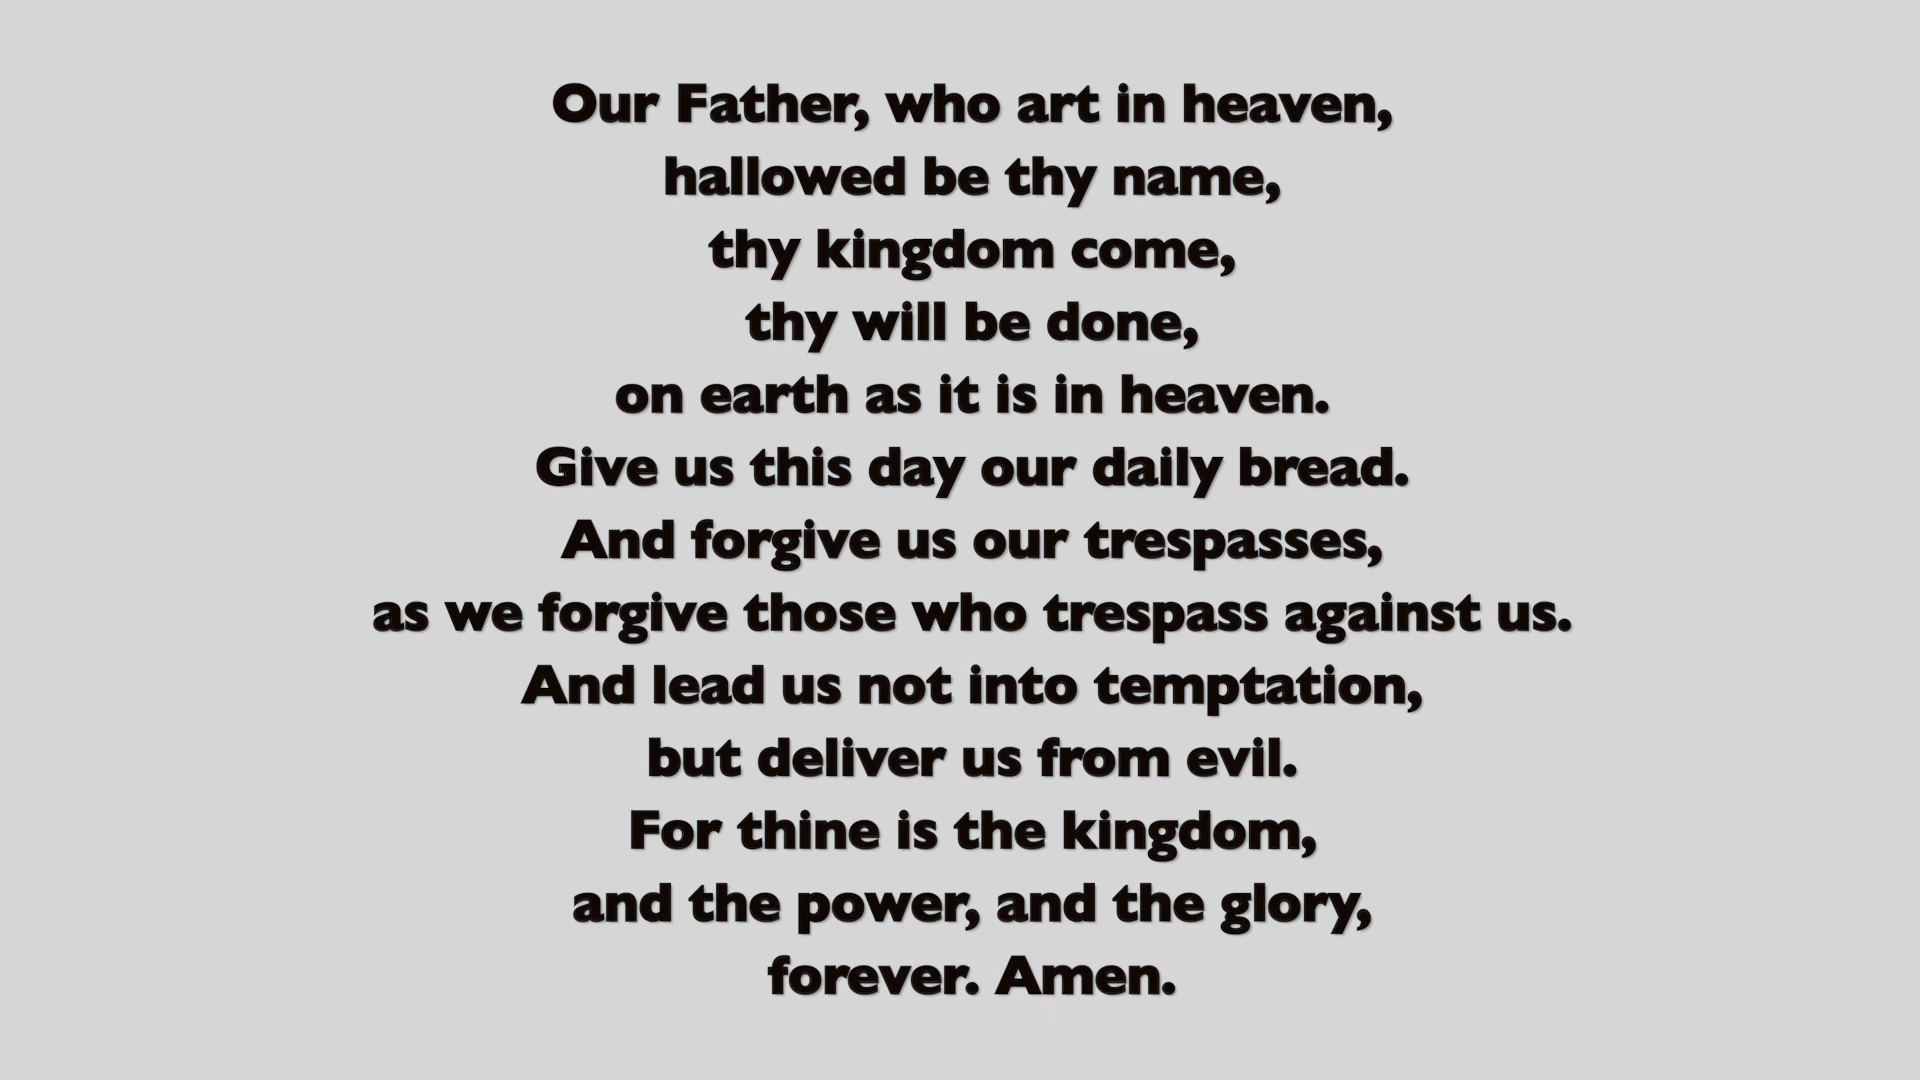 Our Father, who art in heaven,
hallowed be thy name,
thy kingdom come,
thy will be done,
on earth as it is in heaven.
Give us this day our daily bread.
And forgive us our trespasses,
as we forgive those who trespass against us.
And lead us not into temptation,
but deliver us from evil.
For thine is the kingdom,
and the power, and the glory,
forever. Amen.